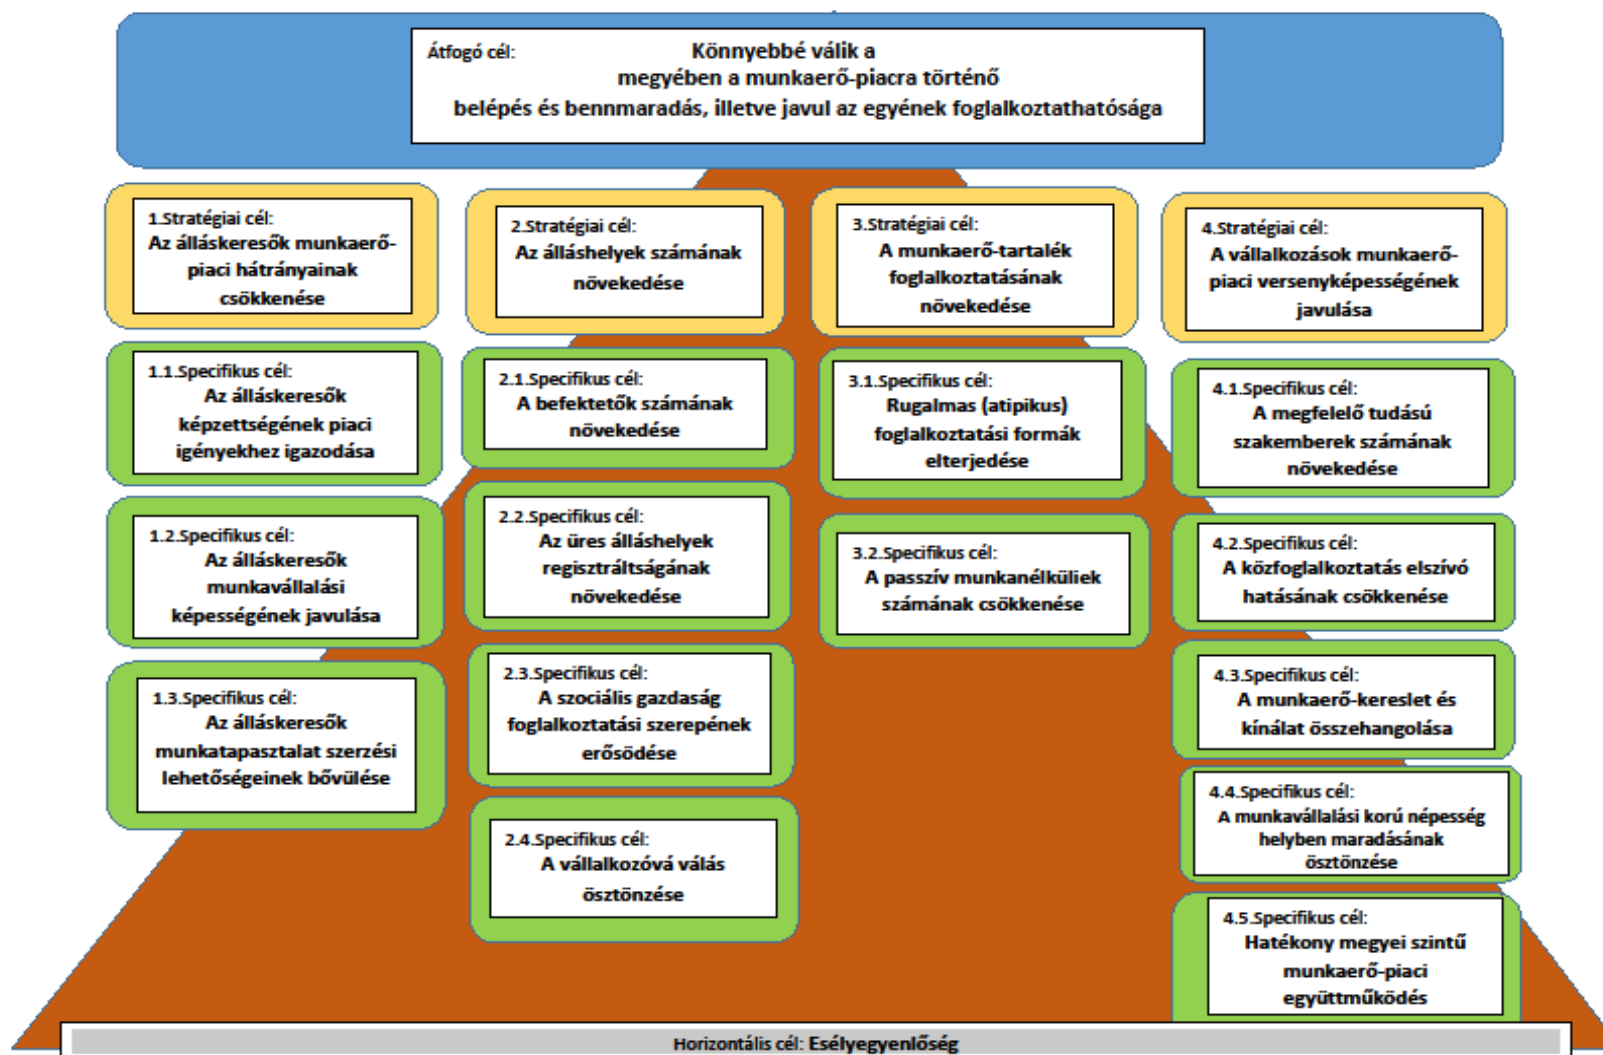 Átfogó cél: Könnyebbé válik a
megyében a munkaerő-piacra történő
belépés és bennmaradás, illetve javul az egyének foglalkoztathatósága
1.Stratégiai cél:
Az álláskeresők munkaerő-
piaci hátrányainak
csökkenése
1.1.Specifikus cél:
Az álláskeresők
képzettségének piaci
igényekhez igazodása
1.2.Specifikus cél:
Az álláskeresők
munkavállalási
képességének javulása
1.3.Specifikus cél:
Az álláskeresők
munkatapasztalat szerzési
lehetőségeinek bővülése
2.Stratégiai cél:
Az álláshelyek számának
növekedése
2.1.Specifikus cél:
A befektetők számának
növekedése
2.2.Specifikus cél:
Az üres álláshelyek
regisztráltságának
növekedése
2.3.Specifikus cél:
A szociális gazdaság
foglalkoztatási szerepének
erősödése
2.4.Specifikus cél:
A vállalkozóvá válás
ösztönzése
3.Stratégiai cél:
A munkaerő-tartalék
foglalkoztatásának
növekedése
3.1.Specifikus cél:
Rugalmas (atipikus)
foglalkoztatási formák
elterjedése
3.2.Specifikus cél:
A passzív munkanélküliek
számának csökkenése
4.Stratégiai cél:
A vállalkozások munkaerő-
piaci versenyképességének
javulása
4.1.Specifikus cél:
A megfelelő tudású
szakemberek számának
növekedése
4.2.Specifikus cél:
A közfoglalkoztatás elszívó
hatásának csökkenése
4.3.Specifikus cél:
A munkaerő-kereslet és
kínálat összehangolása
4.4.Specifikus cél:
A munkavállalási korú népesség
helyben maradásának
ösztönzése
4.5.Specifikus cél:
Hatékony megyei szintű
munkaerő-piaci
együttműködés
Horizontális cél: Esélyegyenlőség